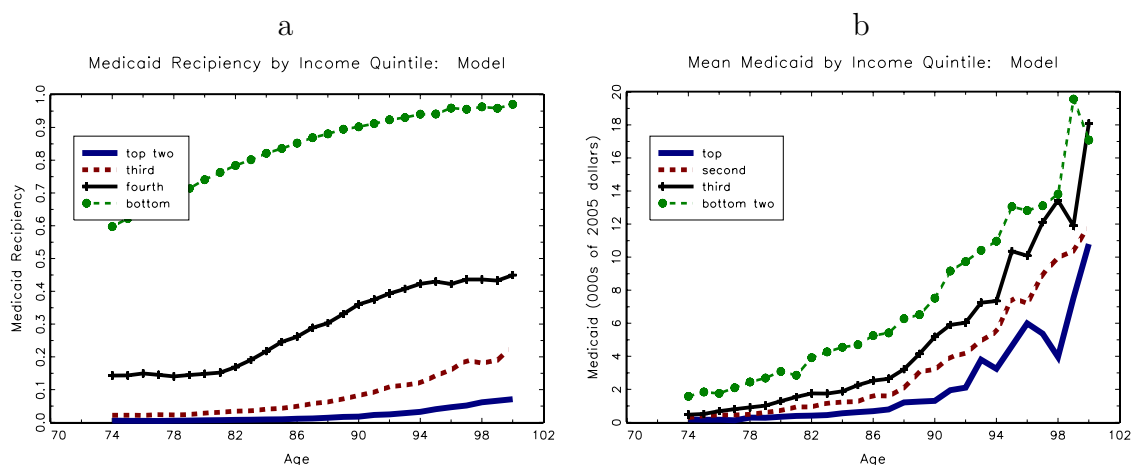 a
Medicaid Recipiency by Income Quintile: Model
Medicaid Recipiency
1.0
0.9
0.8
0.7
0.6
0.5
0.4
0.3
0.2
0.1
0.0
top two
third
fourth
bottom
70 74 78 82 86 90 94 98 102
Age
b
Mean Medicaid by Income Quintile: Model
Medicaid (000s of 2005 dollars)
20
18
16
14
12
10
8
6
4
2
0
top
second
third
bottom two
70 74 78 82 86 90 94 98 102
Age